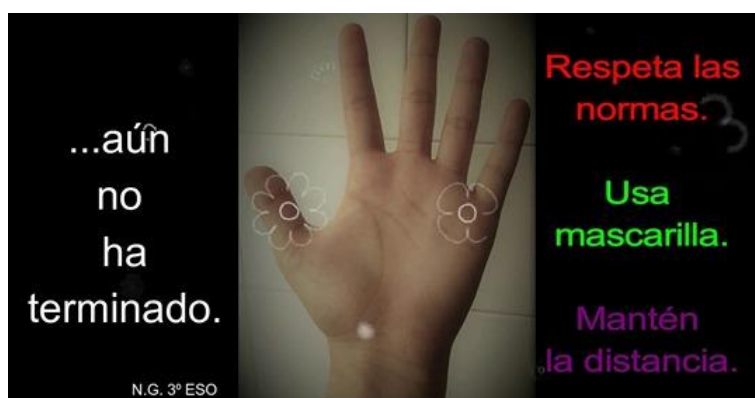 ...aún
no
ha
terminado.
N.G. 3º ESO
Respeta las
normas.
Usa
mascarilla.
Mantén
la distancia.